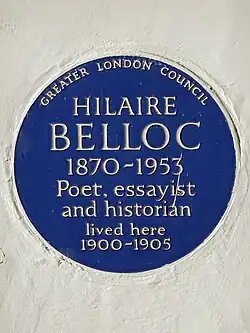 GREATER LONDON COUNCIL
HILAIRE
BELLOC
1870~1953
Poet, essayist
and historian
lived here
1900~1905